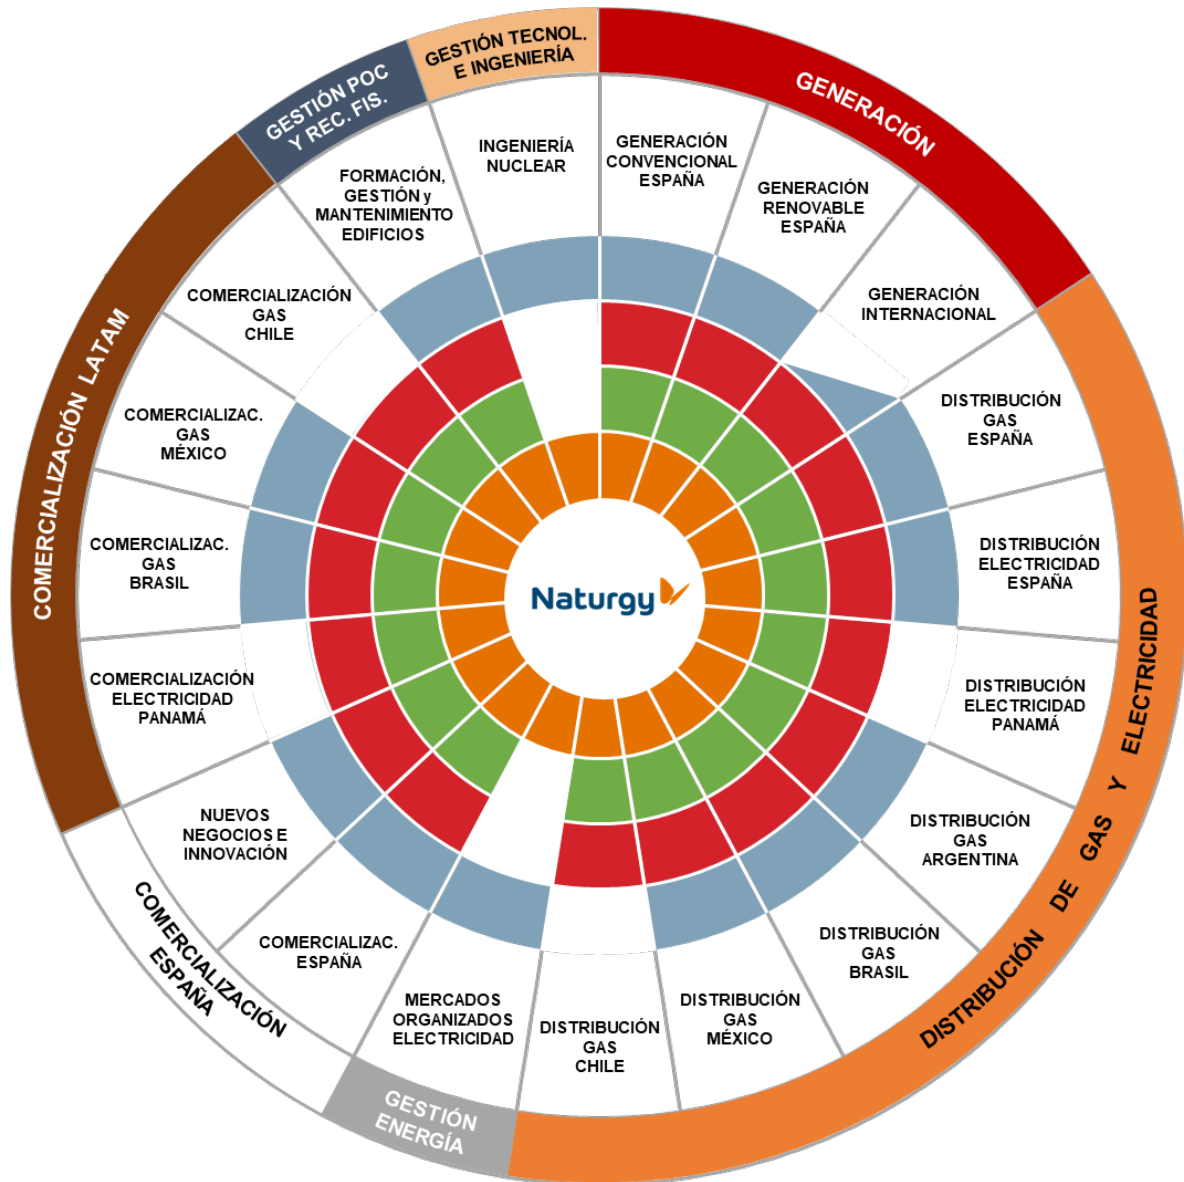 GESTIÓN TECNOL.
E INGENIERÍA
GENERACIÓN
DISTRIBUCIÓN DE GAS Y ELECTRICIDAD
GESTIÓN
ENERGÍA
COMERCIALIZACIÓN
ESPAÑA
COMERCIALIZACIÓN LATAM
GESTIÓN POC
Y REC. FIS.
INGENIERÍA
NUCLEAR
GENERACIÓN
CONVENCIONAL
ESPAÑA
GENERACIÓN
RENOVABLE
ESPAÑA
GENERACIÓN
INTERNACIONAL
DISTRIBUCIÓN
GAS
ESPAÑA
DISTRIBUCIÓN
ELECTRICIDAD
ESPAÑA
DISTRIBUCIÓN
ELECTRICIDAD
PANAMÁ
DISTRIBUCIÓN
GAS
ARGENTINA
DISTRIBUCIÓN
GAS
BRASIL
DISTRIBUCIÓN
GAS
MÉXICO
DISTRIBUCIÓN
GAS
CHILE
MERCADOS
ORGANIZADOS
ELECTRICIDAD
COMERCIALIZAC.
ESPAÑA
NUEVOS
NEGOCIOS E
INNOVACIÓN
COMERCIALIZACIÓN
ELECTRICIDAD
PANAMÁ
COMERCIALIZAC.
GAS
BRASIL
COMERCIALIZAC.
GAS
MÉXICO
COMERCIALIZACIÓN
GAS
CHILE
FORMACIÓN,
GESTIÓN y
MANTENIMIENTO
EDIFICIOS
Naturgy